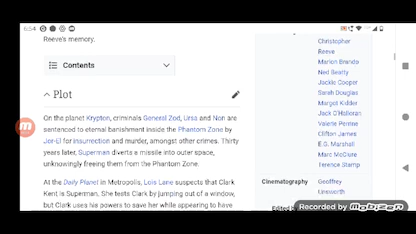 6:54
Reeve's memory.
Contents
Plot
On the planet Krypton, criminals General Zod, Ursa and Non are
sentenced to eternal banishment inside the Phantom Zone by
Jor-El for insurrection and murder, amongst other crimes. Thirty
years later, Superman diverts a missile into outer space,
unknowingly freeing them from the Phantom Zone.
At the Daily Planet in Metropolis, Lois Lane suspects that Clark
Kent is Superman. She tests Clark by jumping out of a window,
but Clark uses his powers to save her while appearing to have
Christopher
Reeve
Marlon Brando
Ned Beatty
Jackie Cooper
Sarah Douglas
Margot Kidder
Jack O'Halloran
Valerie Perrine
Clifton James
E.G. Marshall
Marc McClure
Terence Stamp
Cinematography
Geoffrey
Unsworth
Edited by
Recorded by Mobizen